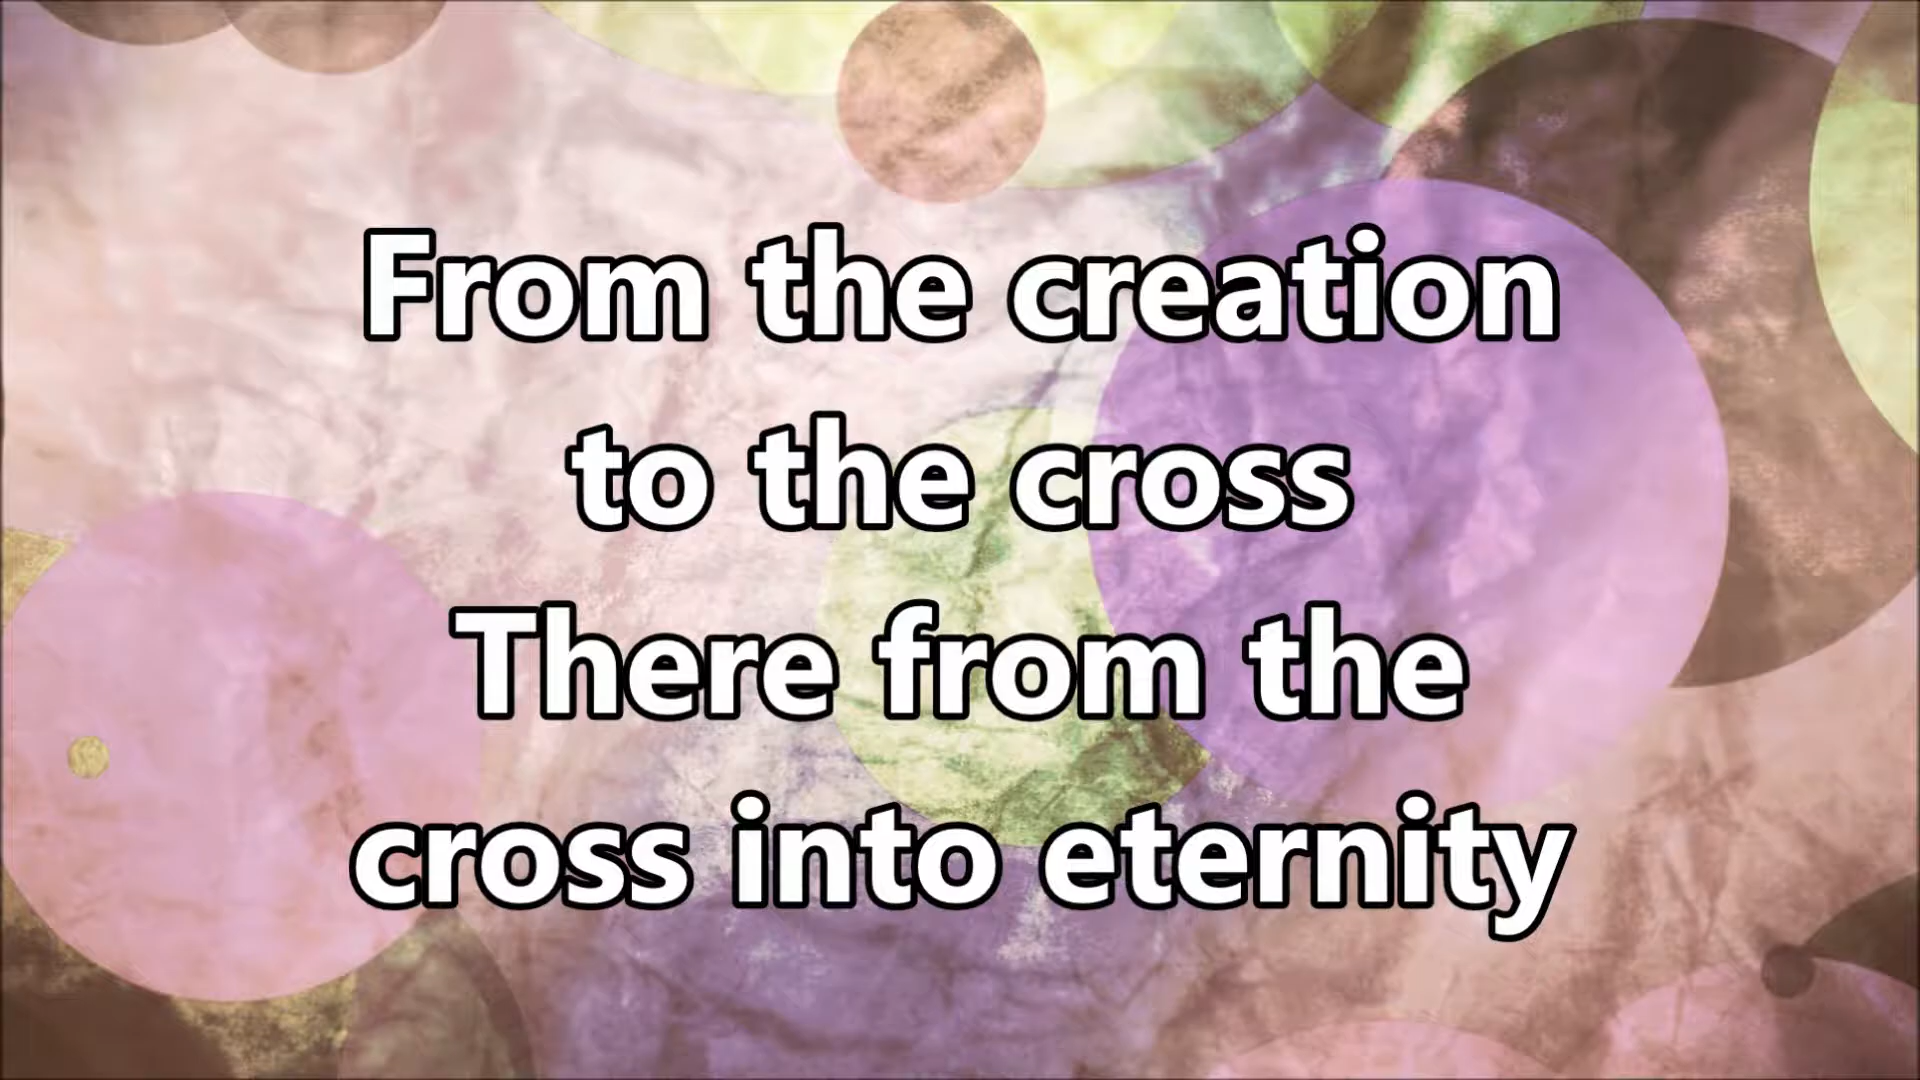 From the creation
to the cross
There from the
cross into eternity